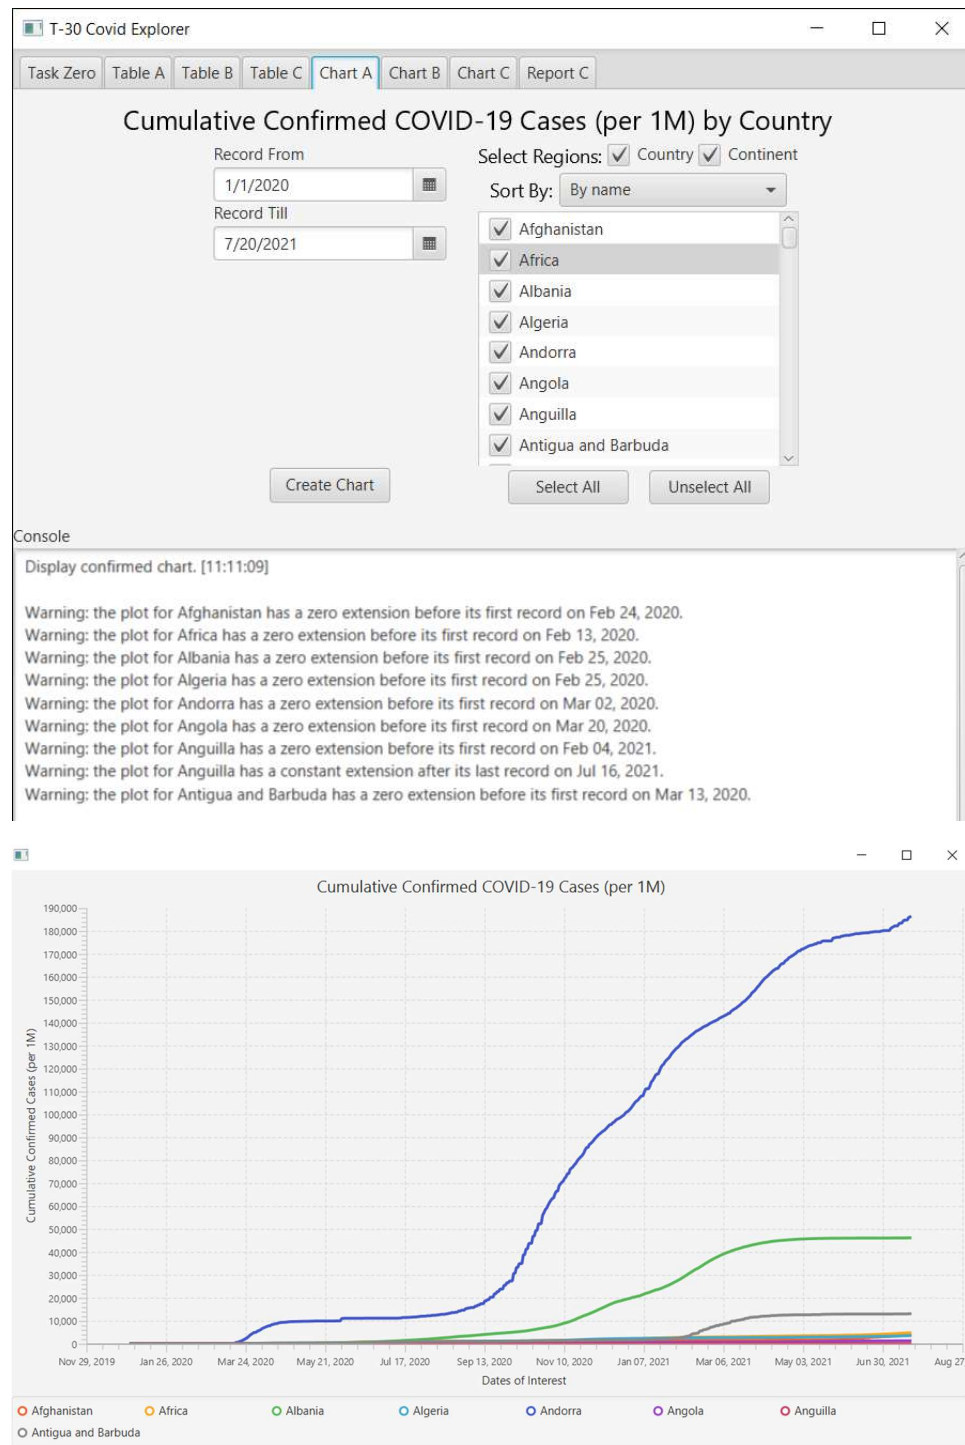 T-30 Covid Explorer
Task Zero Table A Table B Table C Chart A Chart B Chart C Report C
Cumulative Confirmed COVID-19 Cases (per 1M) by Country
Record From
1/1/2020
Record Till
7/20/2021
Select Regions: Country Continent
Sort By: By name
Afghanistan
Africa
Albania
Algeria
Andorra
Angola
Anguilla
Antigua and Barbuda
Create Chart
Select All Unselect All
Console
Display confirmed chart. [11:11:09]
Warning: the plot for Afghanistan has a zero extension before its first record on Feb 24, 2020.
Warning: the plot for Africa has a zero extension before its first record on Feb 13, 2020.
Warning: the plot for Albania has a zero extension before its first record on Feb 25, 2020.
Warning: the plot for Algeria has a zero extension before its first record on Feb 25, 2020.
Warning: the plot for Andorra has a zero extension before its first record on Mar 02, 2020.
Warning: the plot for Angola has a zero extension before its first record on Mar 20, 2020.
Warning: the plot for Anguilla has a zero extension before its first record on Feb 04, 2021.
Warning: the plot for Anguilla has a constant extension after its last record on Jul 16, 2021.
Warning: the plot for Antigua and Barbuda has a zero extension before its first record on Mar 13, 2020.
Cumulative Confirmed COVID-19 Cases (per 1M)
Cumulative Confirmed Cases (per 1M)
190,000
180,000
170,000
160,000
150,000
140,000
130,000
120,000
110,000
100,000
90,000
80,000
70,000
60,000
50,000
40,000
30,000
20,000
10,000
0
Nov 29, 2019 Jan 26, 2020 Mar 24, 2020 May 21, 2020 Jul 17, 2020 Sep 13, 2020 Nov 10, 2020 Jan 07, 2021 Mar 06, 2021 May 03, 2021 Jun 30, 2021 Aug 27
Dates of Interest
Afghanistan Africa Albania Algeria Andorra Angola Anguilla
Antigua and Barbuda